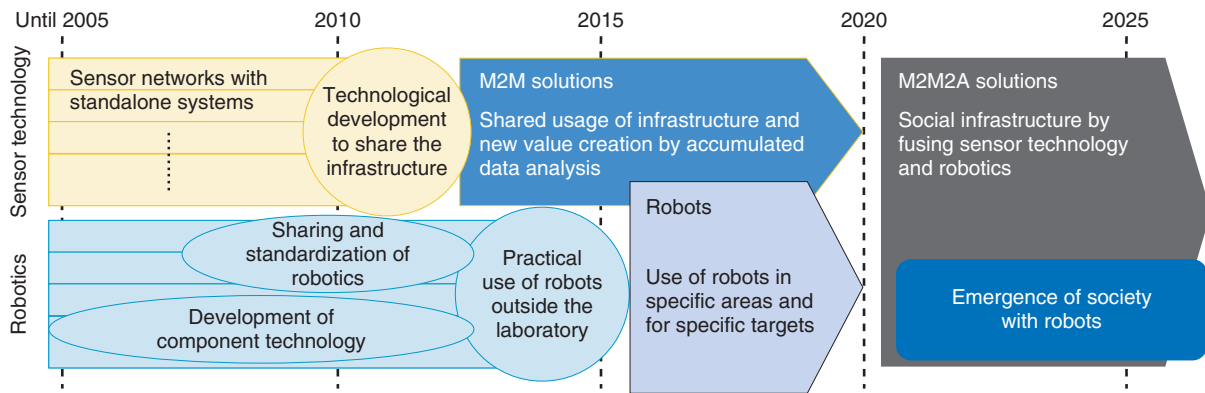 Until 2005
2010
2015
2020
2025
Sensor technology
Sensor networks with
standalone systems
Technological
development
to share the
infrastructure
M2M solutions
Shared usage of infrastructure and
new value creation by accumulated
data analysis
M2M2A solutions
Social infrastructure by
fusing sensor technology
and robotics
Robotics
Sharing and
standardization of
robotics
Development of
component technology
Practical
use of robots
outside the
laboratory
Robots
Use of robots in
specific areas and
for specific targets
Emergence of society
with robots